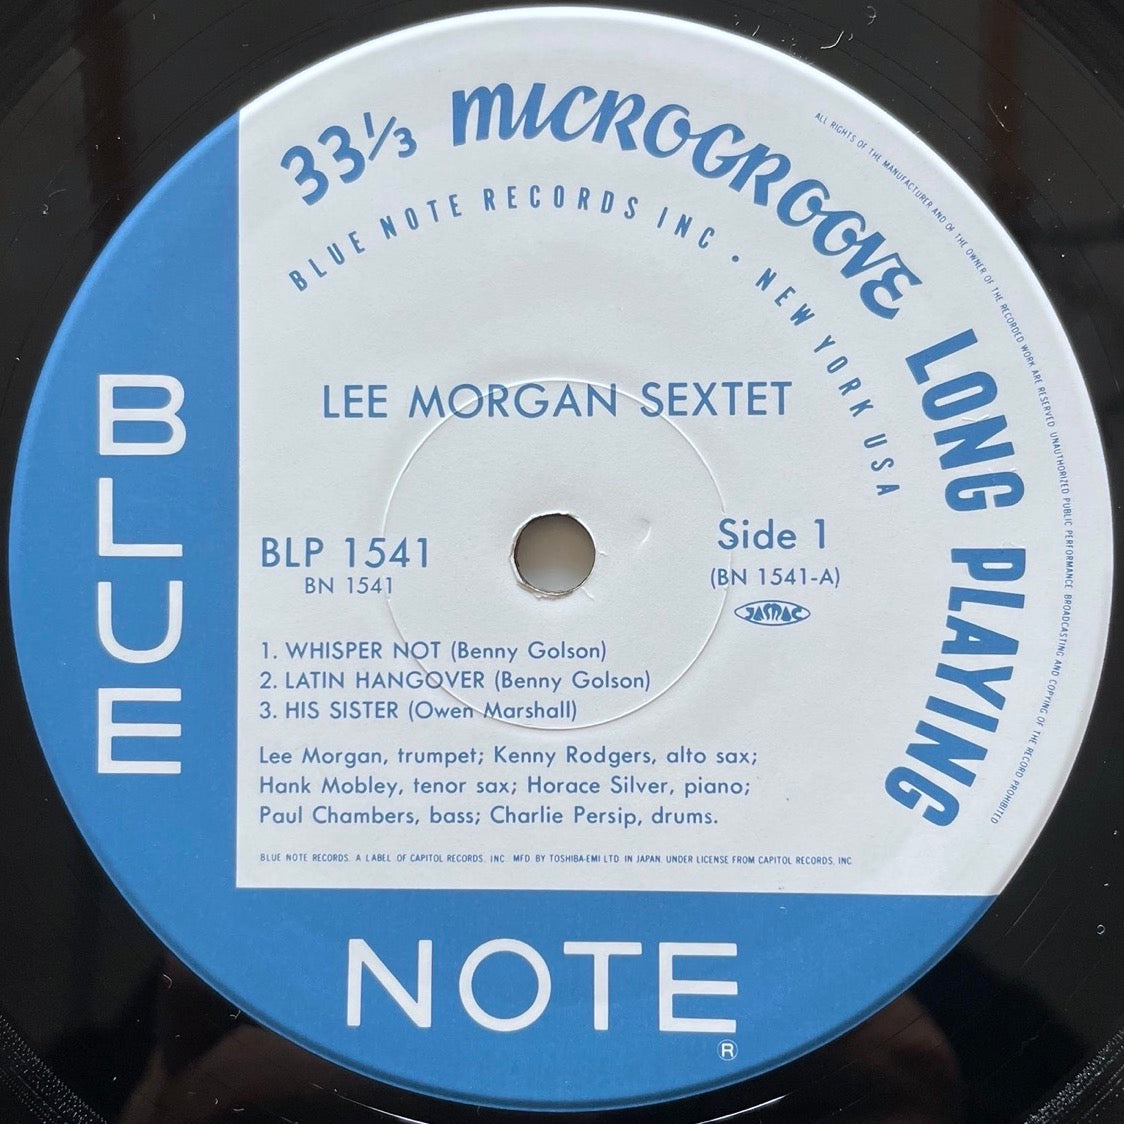 33⅓ MICROGROOVE LONG PLAYING
BLUE NOTE RECORDS INC • NEW YORK USA
ALL RIGHTS OF THE MANUFACTURER AND OF THE OWNER OF THE RECORDED WORK ARE RESERVED UNAUTHORIZED PUBLIC PERFORMANCE BROADCASTING AND COPYING OF THE RECORD PROHIBITED
LEE MORGAN SEXTET
BLP 1541
BN 1541
Side 1
(BN 1541-A)
JASRAC
1. WHISPER NOT (Benny Golson)
2. LATIN HANGOVER (Benny Golson)
3. HIS SISTER (Owen Marshall)
Lee Morgan, trumpet; Kenny Rodgers, alto sax;
Hank Mobley, tenor sax; Horace Silver, piano;
Paul Chambers, bass; Charlie Persip, drums.
BLUE NOTE RECORDS. A LABEL OF CAPITOL RECORDS, INC. MFD BY TOSHIBA-EMI LTD. IN JAPAN. UNDER LICENSE FROM CAPITOL RECORDS, INC
BLUE
NOTE
®